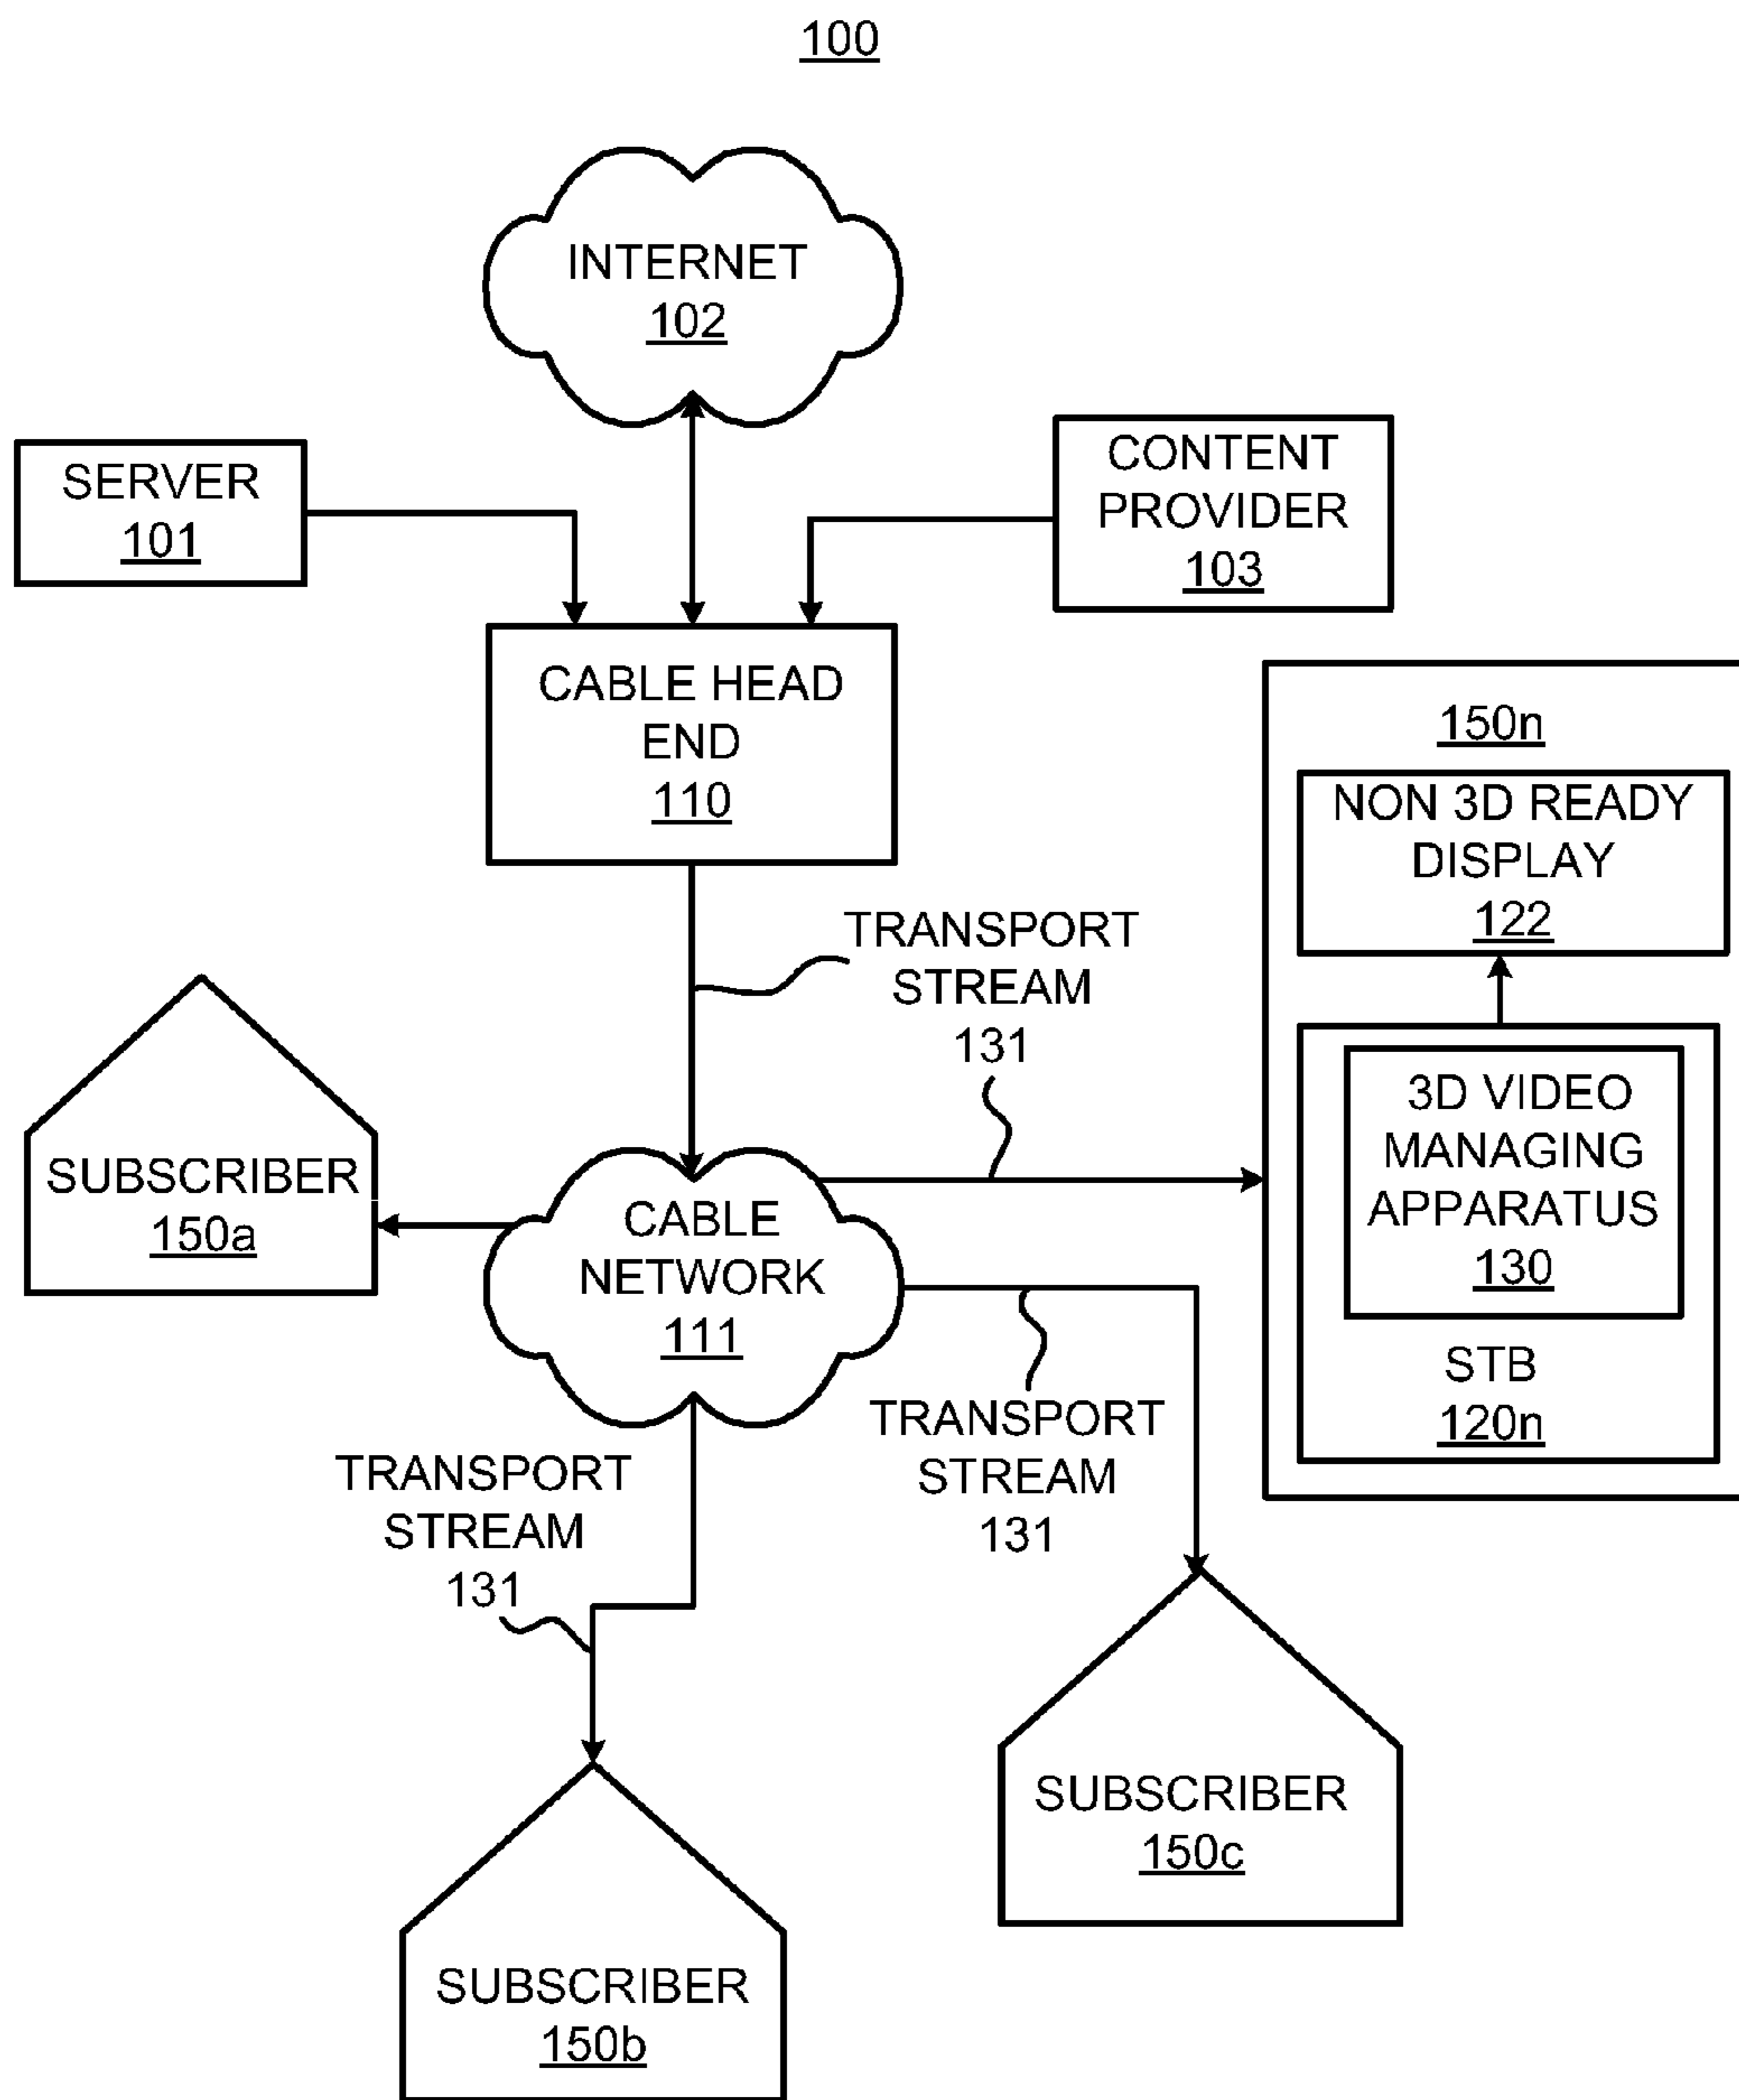 100
INTERNET
102
SERVER
101
CONTENT
PROVIDER
103
CABLE HEAD
END
110
150n
NON 3D READY
DISPLAY
122
TRANSPORT
STREAM
131
3D VIDEO
MANAGING
APPARATUS
130
STB
120n
SUBSCRIBER
150a
CABLE
NETWORK
111
TRANSPORT
STREAM
131
TRANSPORT
STREAM
131
SUBSCRIBER
150c
SUBSCRIBER
150b